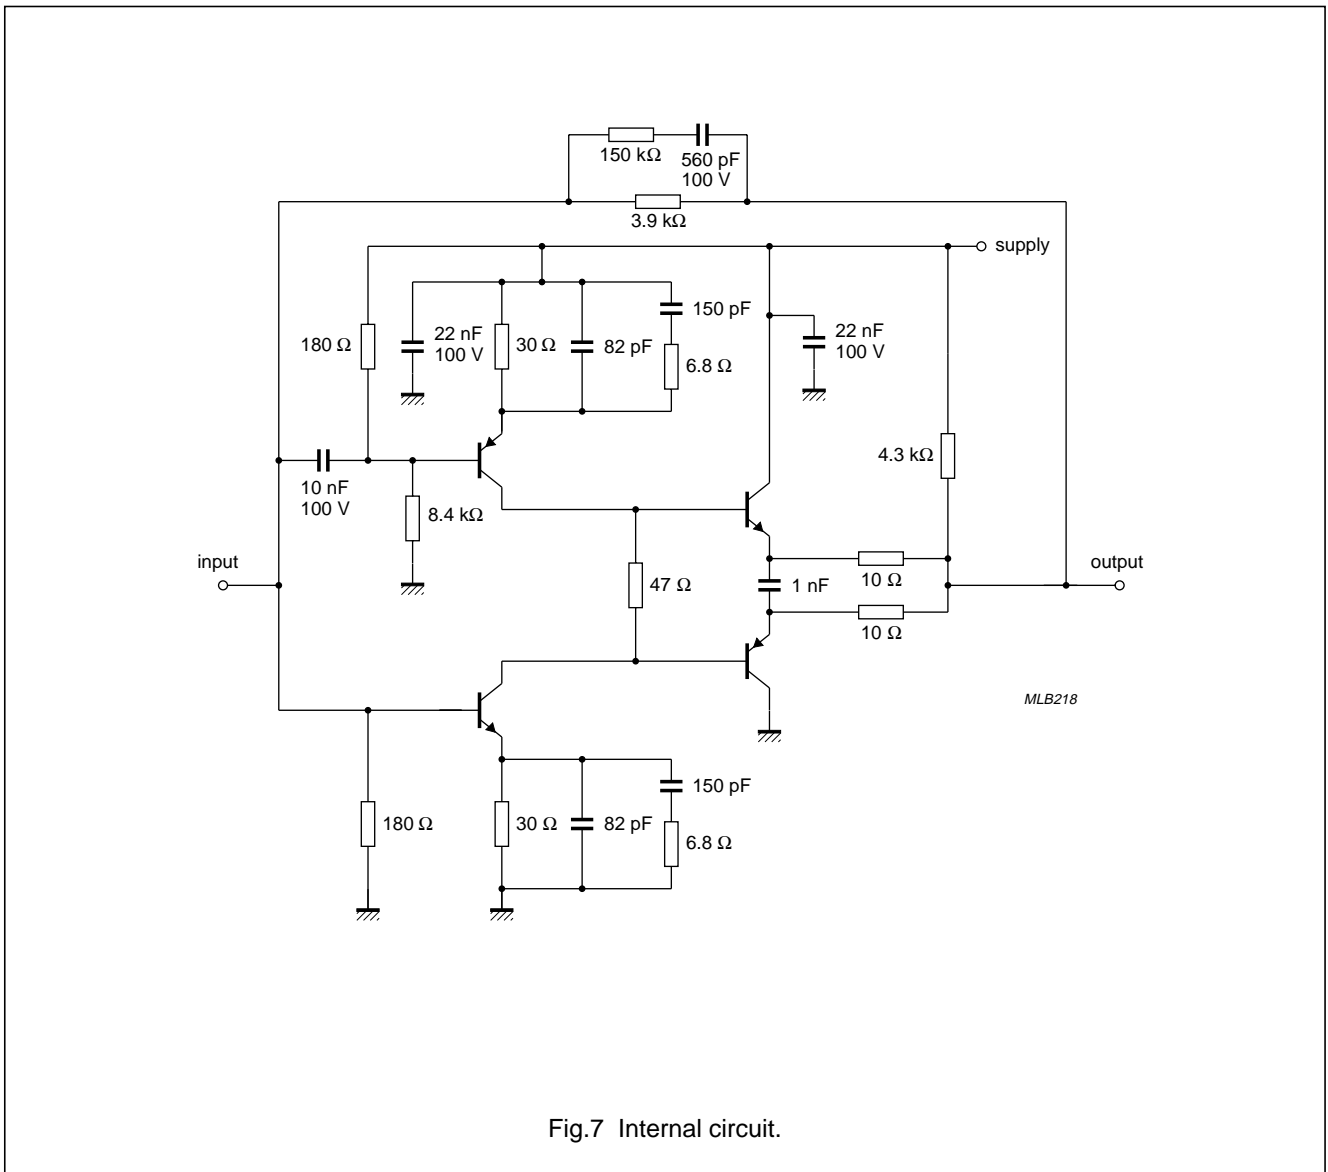 150 kΩ
560 pF
100 V
3.9 kΩ
supply
150 pF
180 Ω
22 nF
100 V
30 Ω
82 pF
6.8 Ω
22 nF
100 V
4.3 kΩ
10 nF
100 V
8.4 kΩ
input
47 Ω
1 nF
10 Ω
output
10 Ω
MLB218
150 pF
180 Ω
30 Ω
82 pF
6.8 Ω
Fig.7 Internal circuit.